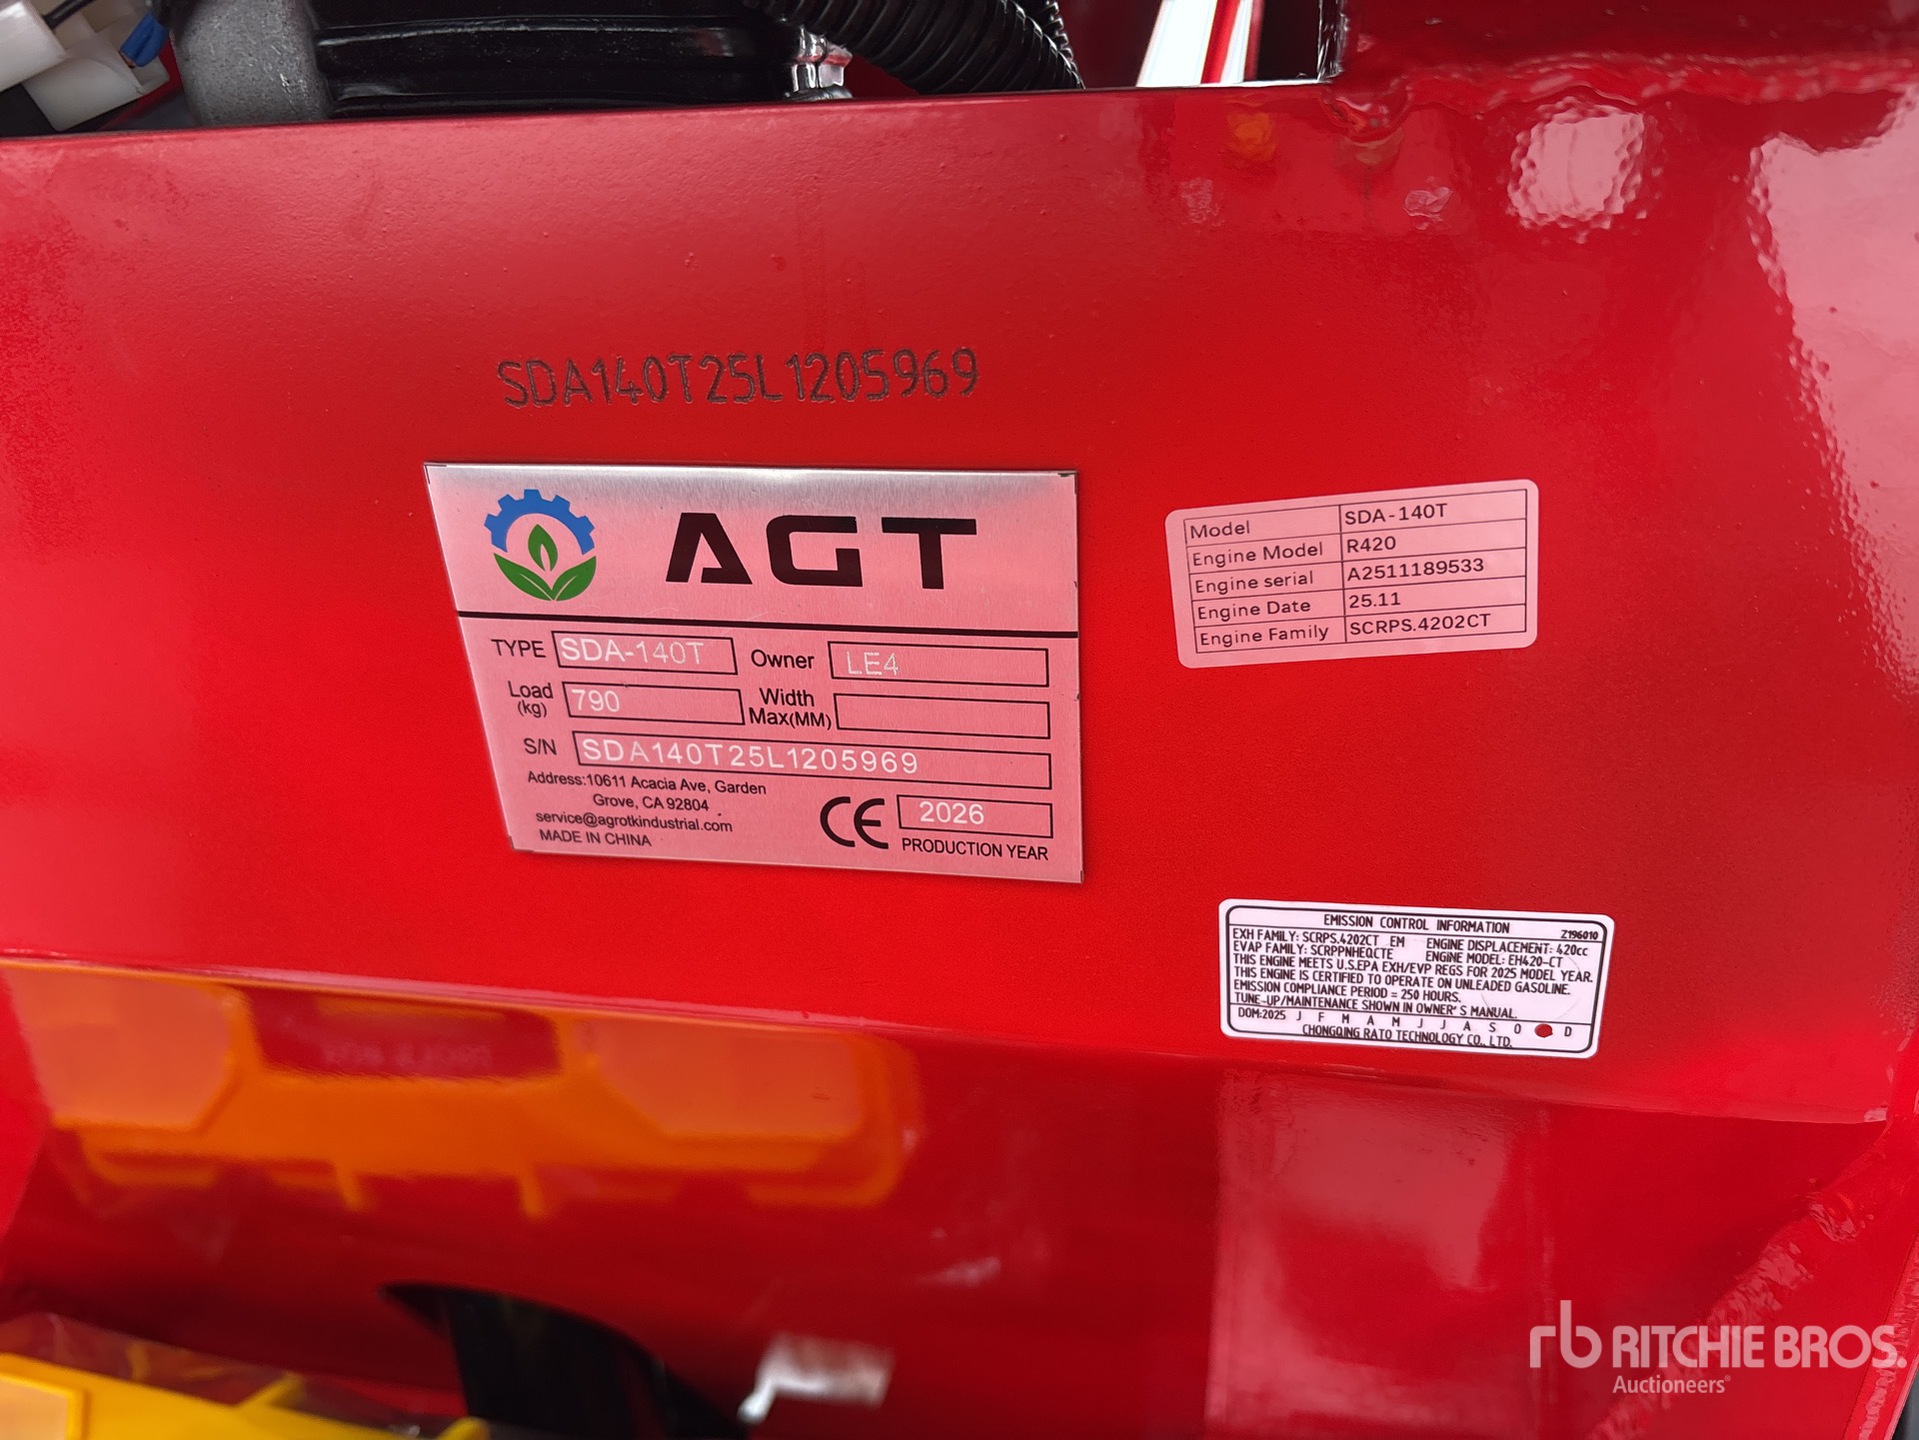 SDA140T25L1205969
AGT
TYPE SDA-140T Owner LE4
Load (kg) 790 Width Max(MM)
S/N SDA140T25L1205969
Address:10611 Acacia Ave, Garden
Grove, CA 92804
service@agrotkindustrial.com
MADE IN CHINA
CE 2026
PRODUCTION YEAR
Model SDA-140T
Engine Model R420
Engine serial A2511189533
Engine Date 25.11
Engine Family SCRPS.4202CT
EMISSION CONTROL INFORMATION Z196010
EXH FAMILY: SCRPS.4202CT EM ENGINE DISPLACEMENT: 420cc
EVAP FAMILY: SCRPPNHEQCTE ENGINE MODEL: EH420-CT
THIS ENGINE MEETS U.S.EPA EXH/EVP REGS FOR 2025 MODEL YEAR.
THIS ENGINE IS CERTIFIED TO OPERATE ON UNLEADED GASOLINE.
EMISSION COMPLIANCE PERIOD = 250 HOURS.
TUNE-UP/MAINTENANCE SHOWN IN OWNER'S MANUAL.
DOM:2025 J F M A M J J A S O D
CHONGQING RATO TECHNOLOGY CO., LTD.
rb RITCHIE BROS.
Auctioneers